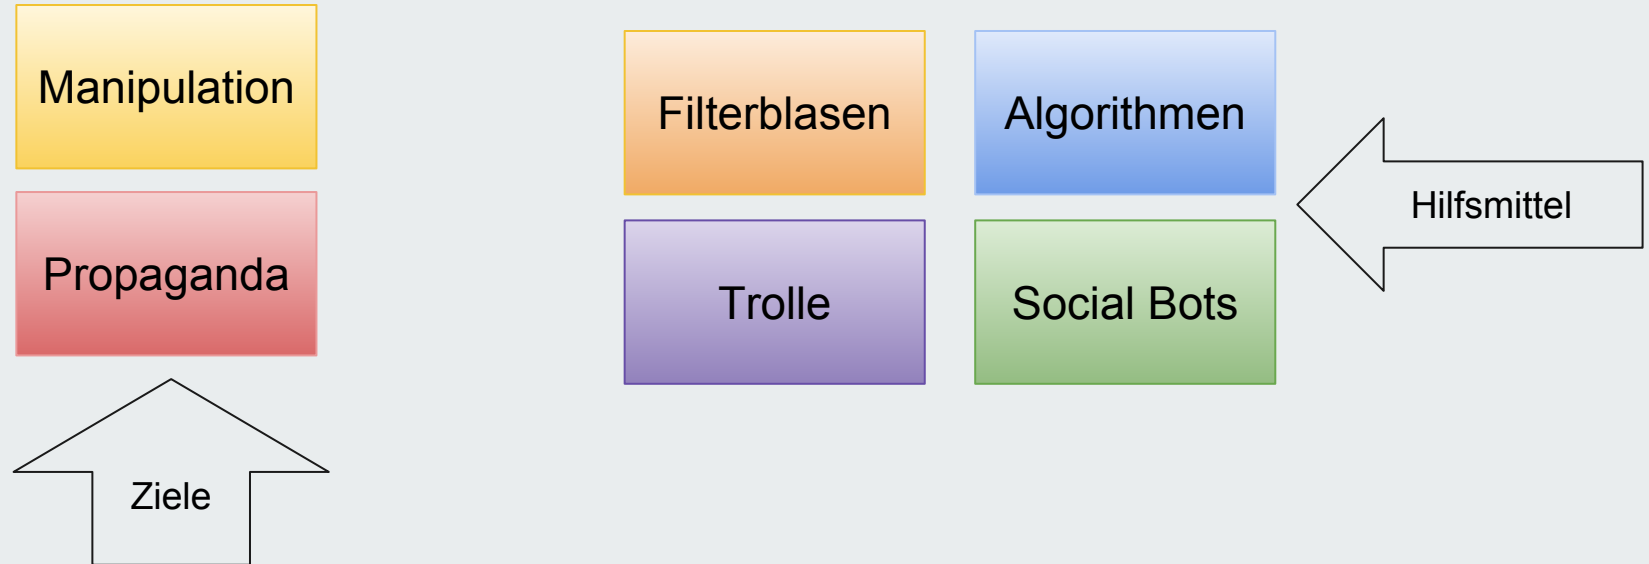 Manipulation
Propaganda
Ziele
Filterblasen
Algorithmen
Trolle
Social Bots
Hilfsmittel